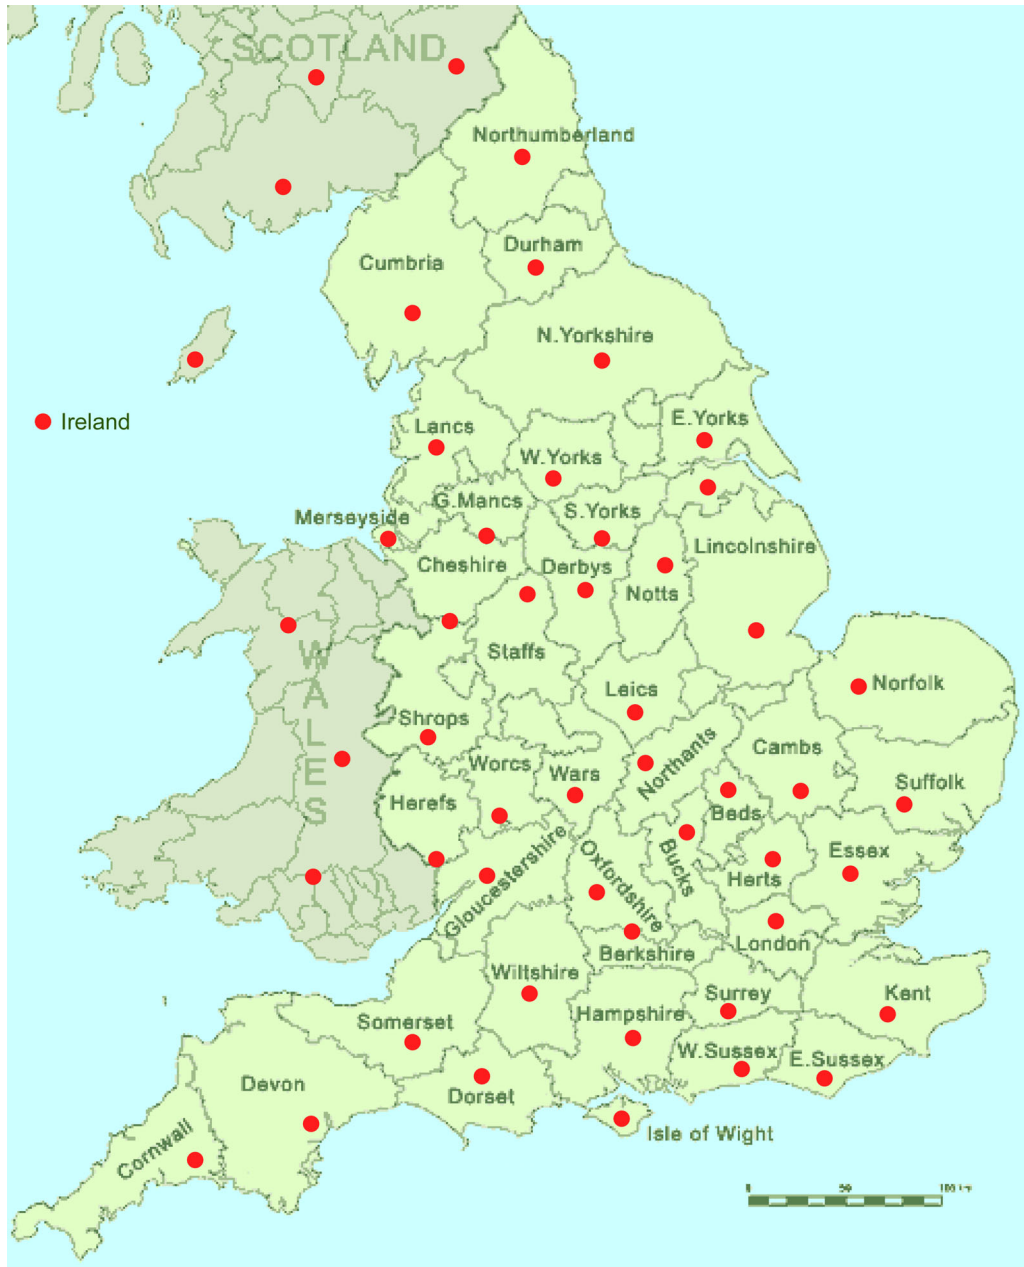 SCOTLAND
Northumberland
Durham
Cumbria
N.Yorkshire
Ireland
Lancs
E.Yorks
W.Yorks
G.Mancs
S.Yorks
Merseyside
Lincolnshire
Cheshire
Derbys
Notts
Staffs
WALES
Leics
Norfolk
Shrops
Northants
Cambs
Worcs
Wars
Suffolk
Herefs
Beds
Gloucestershire
Oxfordshire
Bucks
Essex
Herts
London
Berkshire
Wiltshire
Surrey
Kent
Hampshire
Somerset
W.Sussex
E.Sussex
Devon
Dorset
Cornwall
Isle of Wight
0
50
100